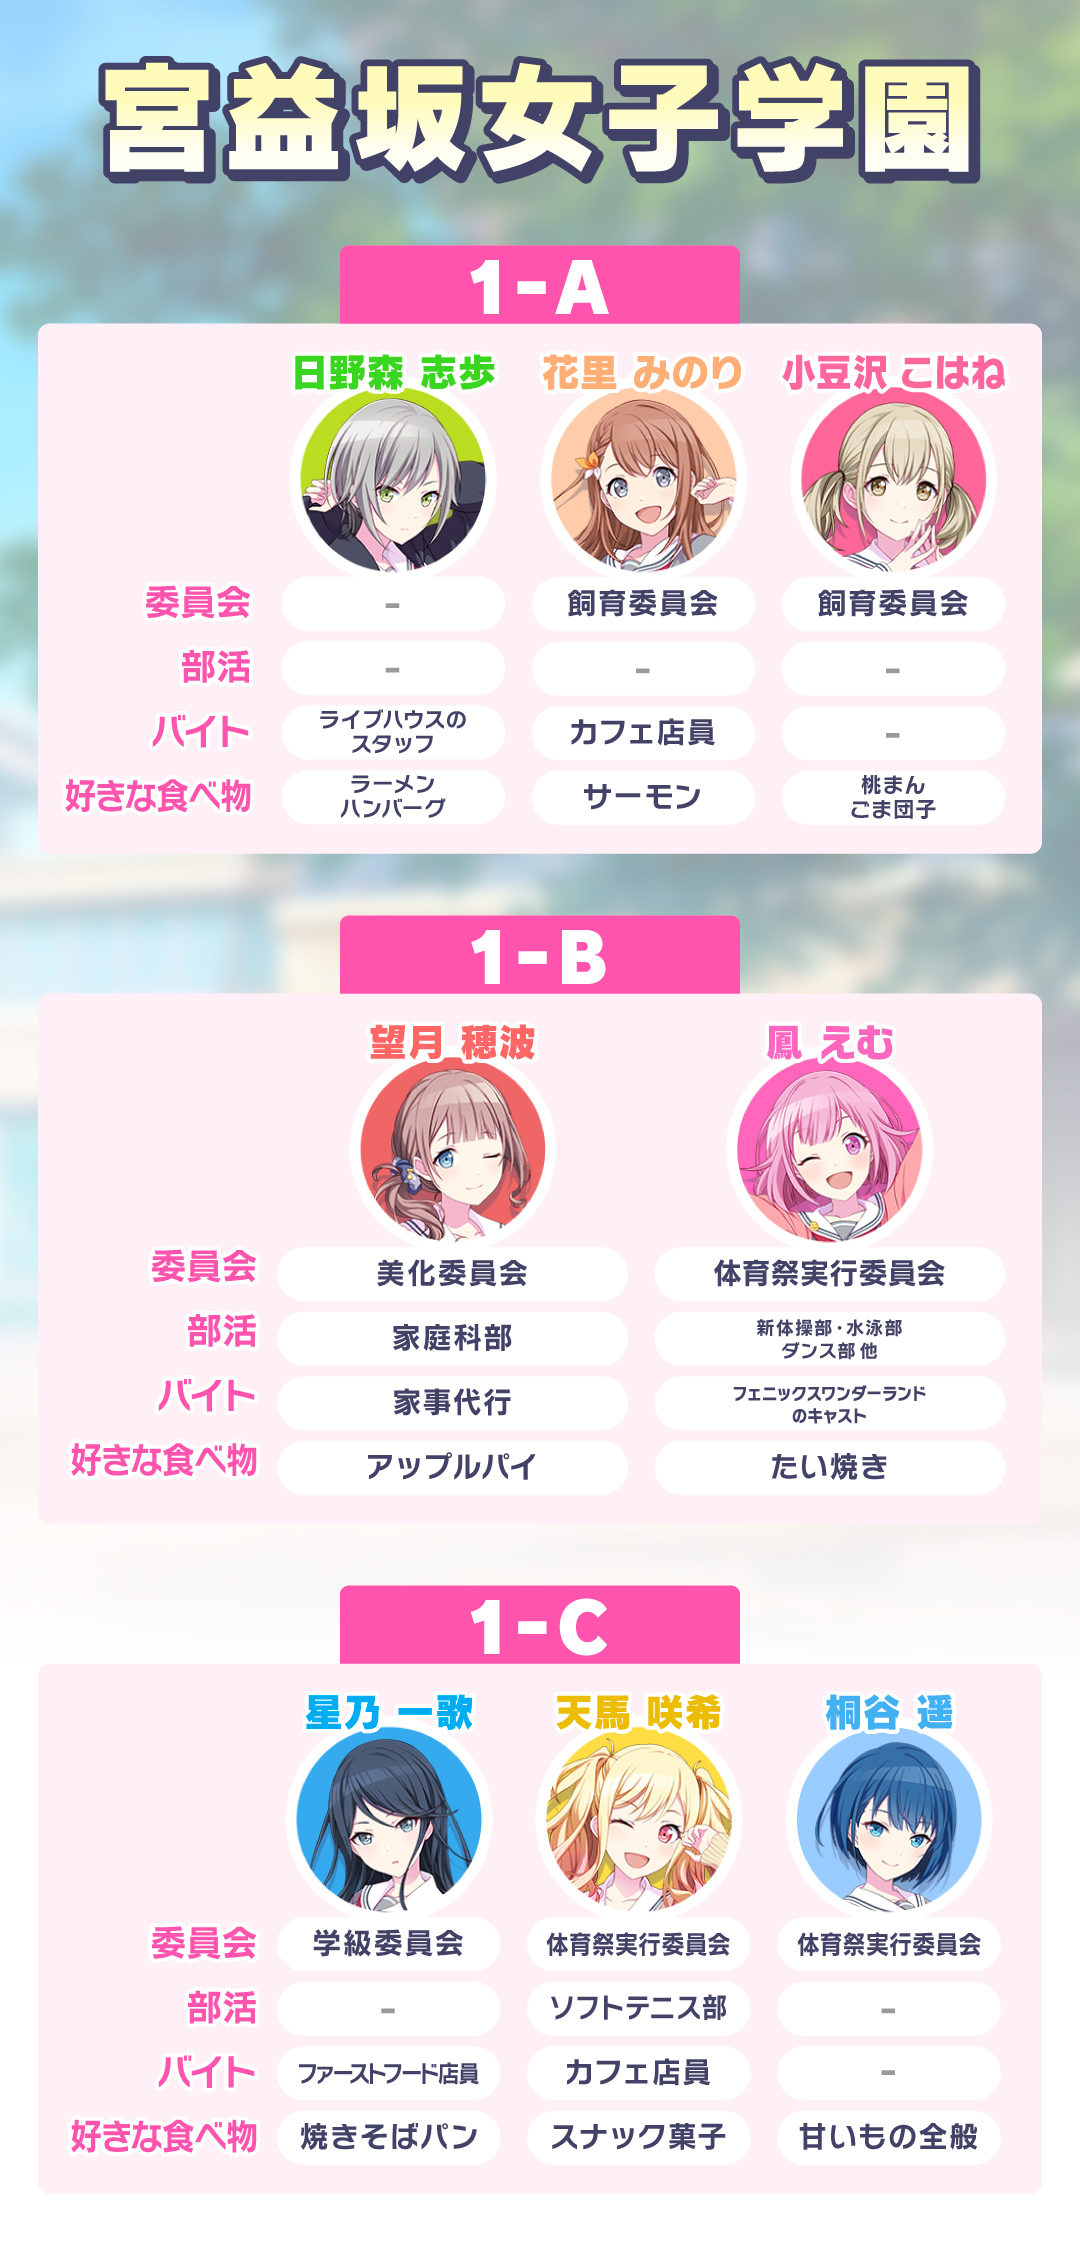 宮益坂女子学園
1-A
日野森 志歩 花里 みのり 小豆沢 こはね
委員会 - 飼育委員会 飼育委員会
部活 - - -
バイト ライブハウスの スタッフ カフェ店員 -
好きな食べ物 ラーメン ハンバーグ サーモン 桃まん ごま団子
1-B
望月 穂波 鳳 えむ
委員会 美化委員会 体育祭実行委員会
部活 家庭科部 新体操部・水泳部 ダンス部 他
バイト 家事代行 フェニックスワンダーランド のキャスト
好きな食べ物 アップルパイ たい焼き
1-C
星乃 一歌 天馬 咲希 桐谷 遥
委員会 学級委員会 体育祭実行委員会 体育祭実行委員会
部活 - ソフトテニス部 -
バイト ファーストフード店員 カフェ店員 -
好きな食べ物 焼きそばパン スナック菓子 甘いもの全般